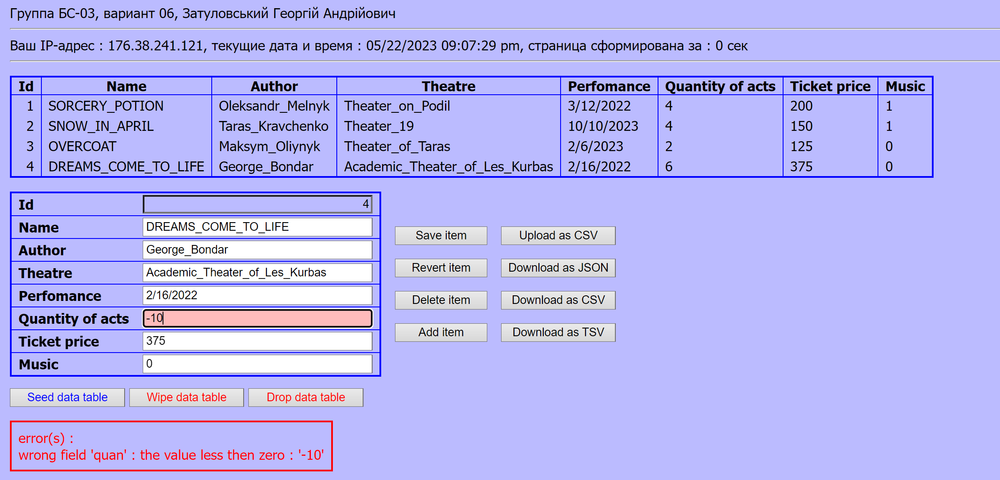 Группа БС-03, вариант 06, Затуловський Георгій Андрійович
Ваш IP-адрес : 176.38.241.121, текущие дата и время : 05/22/2023 09:07:29 pm, страница сформирована за : 0 сек
Id Name Author Theatre Perfomance Quantity of acts Ticket price Music
1 SORCERY_POTION Oleksandr_Melnyk Theater_on_Podil 3/12/2022 4 200 1
2 SNOW_IN_APRIL Taras_Kravchenko Theater_19 10/10/2023 4 150 1
3 OVERCOAT Maksym_Oliynyk Theater_of_Taras 2/6/2023 2 125 0
4 DREAMS_COME_TO_LIFE George_Bondar Academic_Theater_of_Les_Kurbas 2/16/2022 6 375 0
Id 4
Name DREAMS_COME_TO_LIFE
Author George_Bondar
Theatre Academic_Theater_of_Les_Kurbas
Perfomance 2/16/2022
Quantity of acts -10
Ticket price 375
Music 0
Save item Upload as CSV
Revert item Download as JSON
Delete item Download as CSV
Add item Download as TSV
Seed data table Wipe data table Drop data table
error(s) :
wrong field 'quan' : the value less then zero : '-10'